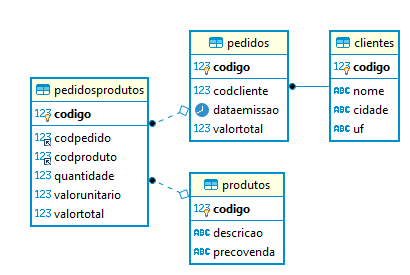 pedidosprodutos
123 codigo
123 codpedido
123 codproduto
123 quantidade
123 valorunitario
123 valortotal
pedidos
123 codigo
123 codcliente
dataemissao
123 valortotal
clientes
123 codigo
ABC nome
ABC cidade
ABC uf
produtos
123 codigo
ABC descricao
ABC precovenda